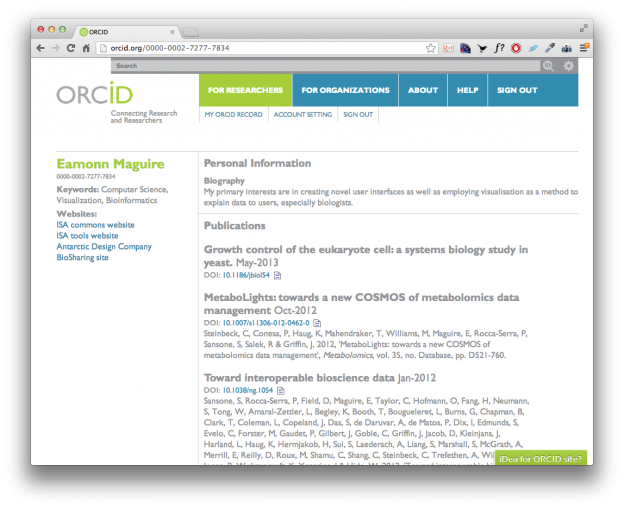 ORCID
orcid.org/0000-0002-7277-7834
Search
ORCID
Connecting Research
and Researchers
FOR RESEARCHERS
FOR ORGANIZATIONS
ABOUT
HELP
SIGN OUT
MY ORCID RECORD
ACCOUNT SETTING
SIGN OUT
Eamonn Maguire
0000-0002-7277-7834
Keywords: Computer Science,
Visualization, Bioinformatics
Websites:
ISA commons website
ISA tools website
Antarctic Design Company
BioSharing site
Personal Information
Biography
My primary interests are in creating novel user interfaces as well as employing visualisation as a method to
explain data to users, especially biologists.
Publications
Growth control of the eukaryote cell: a systems biology study in
yeast. May-2013
DOI: 10.1186/jbiol54
MetaboLights: towards a new COSMOS of metabolomics data
management Oct-2012
DOI: 10.1007/s11306-012-0462-0
Steinbeck, C, Conesa, P, Haug, K, Mahendraker, T, Williams, M, Maguire, E, Rocca-Serra, P,
Sansone, S, Salek, R & Griffin, J, 2012, 'MetaboLights: towards a new COSMOS of
metabolomics data management', Metabolomics, vol. 35, no. Database, pp. D521-760.
Toward interoperable bioscience data Jan-2012
DOI: 10.1038/ng.1054
Sansone, S, Rocca-Serra, P, Field, D, Maguire, E, Taylor, C, Hofmann, O, Fang, H, Neumann,
S, Tong, W, Amaral-Zettler, L, Begley, K, Booth, T, Bougueleret, L, Burns, G, Chapman, B,
Clark, T, Coleman, L, Copeland, J, Das, S, de Daruvar, A, de Matos, P, Dix, I, Edmunds, S,
Evelo, C, Forster, M, Gaudet, P, Gilbert, J, Goble, C, Griffin, J, Jacob, D, Kleinjans, J,
Harland, L, Haug, K, Hermjakob, H, Sui, S, Laederach, A, Liang, S, Marshall, S, McGrath, A,
Merrill, E, Reilly, D, Roux, M, Shamu, C, Shang, C, Steinbeck, C, Trefethen, A,
iDea for ORCID site?